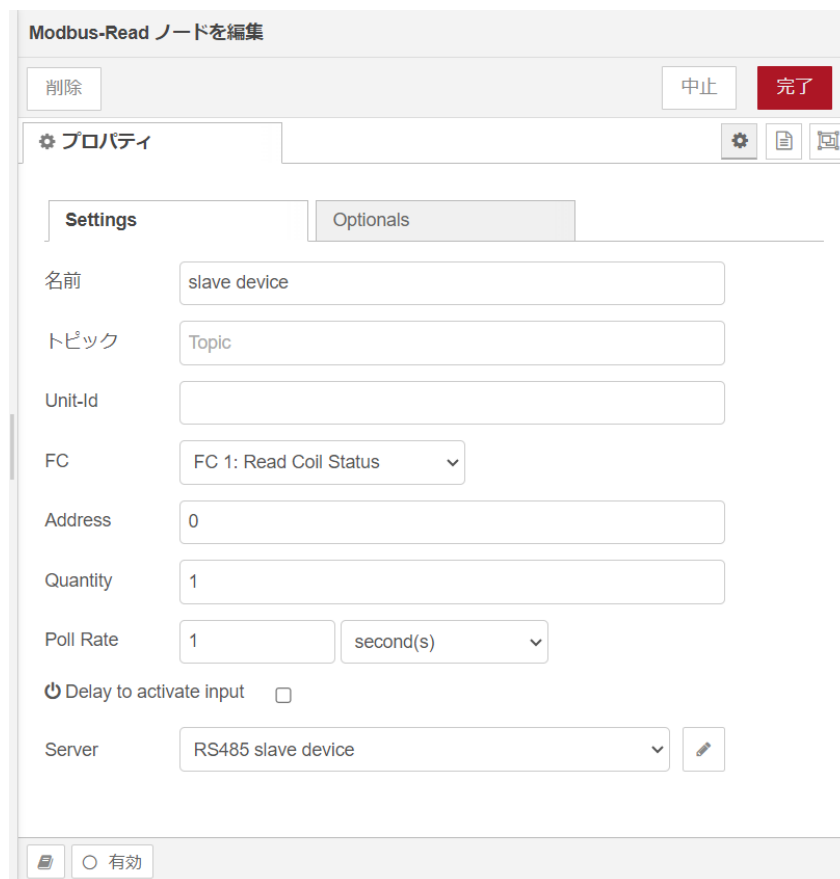 Modbus-Read ノードを編集
削除
中止
完了
プロパティ
Settings
Optionals
名前
slave device
トピック
Topic
Unit-Id
FC
FC 1: Read Coil Status
Address
0
Quantity
1
Poll Rate
1
second(s)
Delay to activate input
Server
RS485 slave device
有効